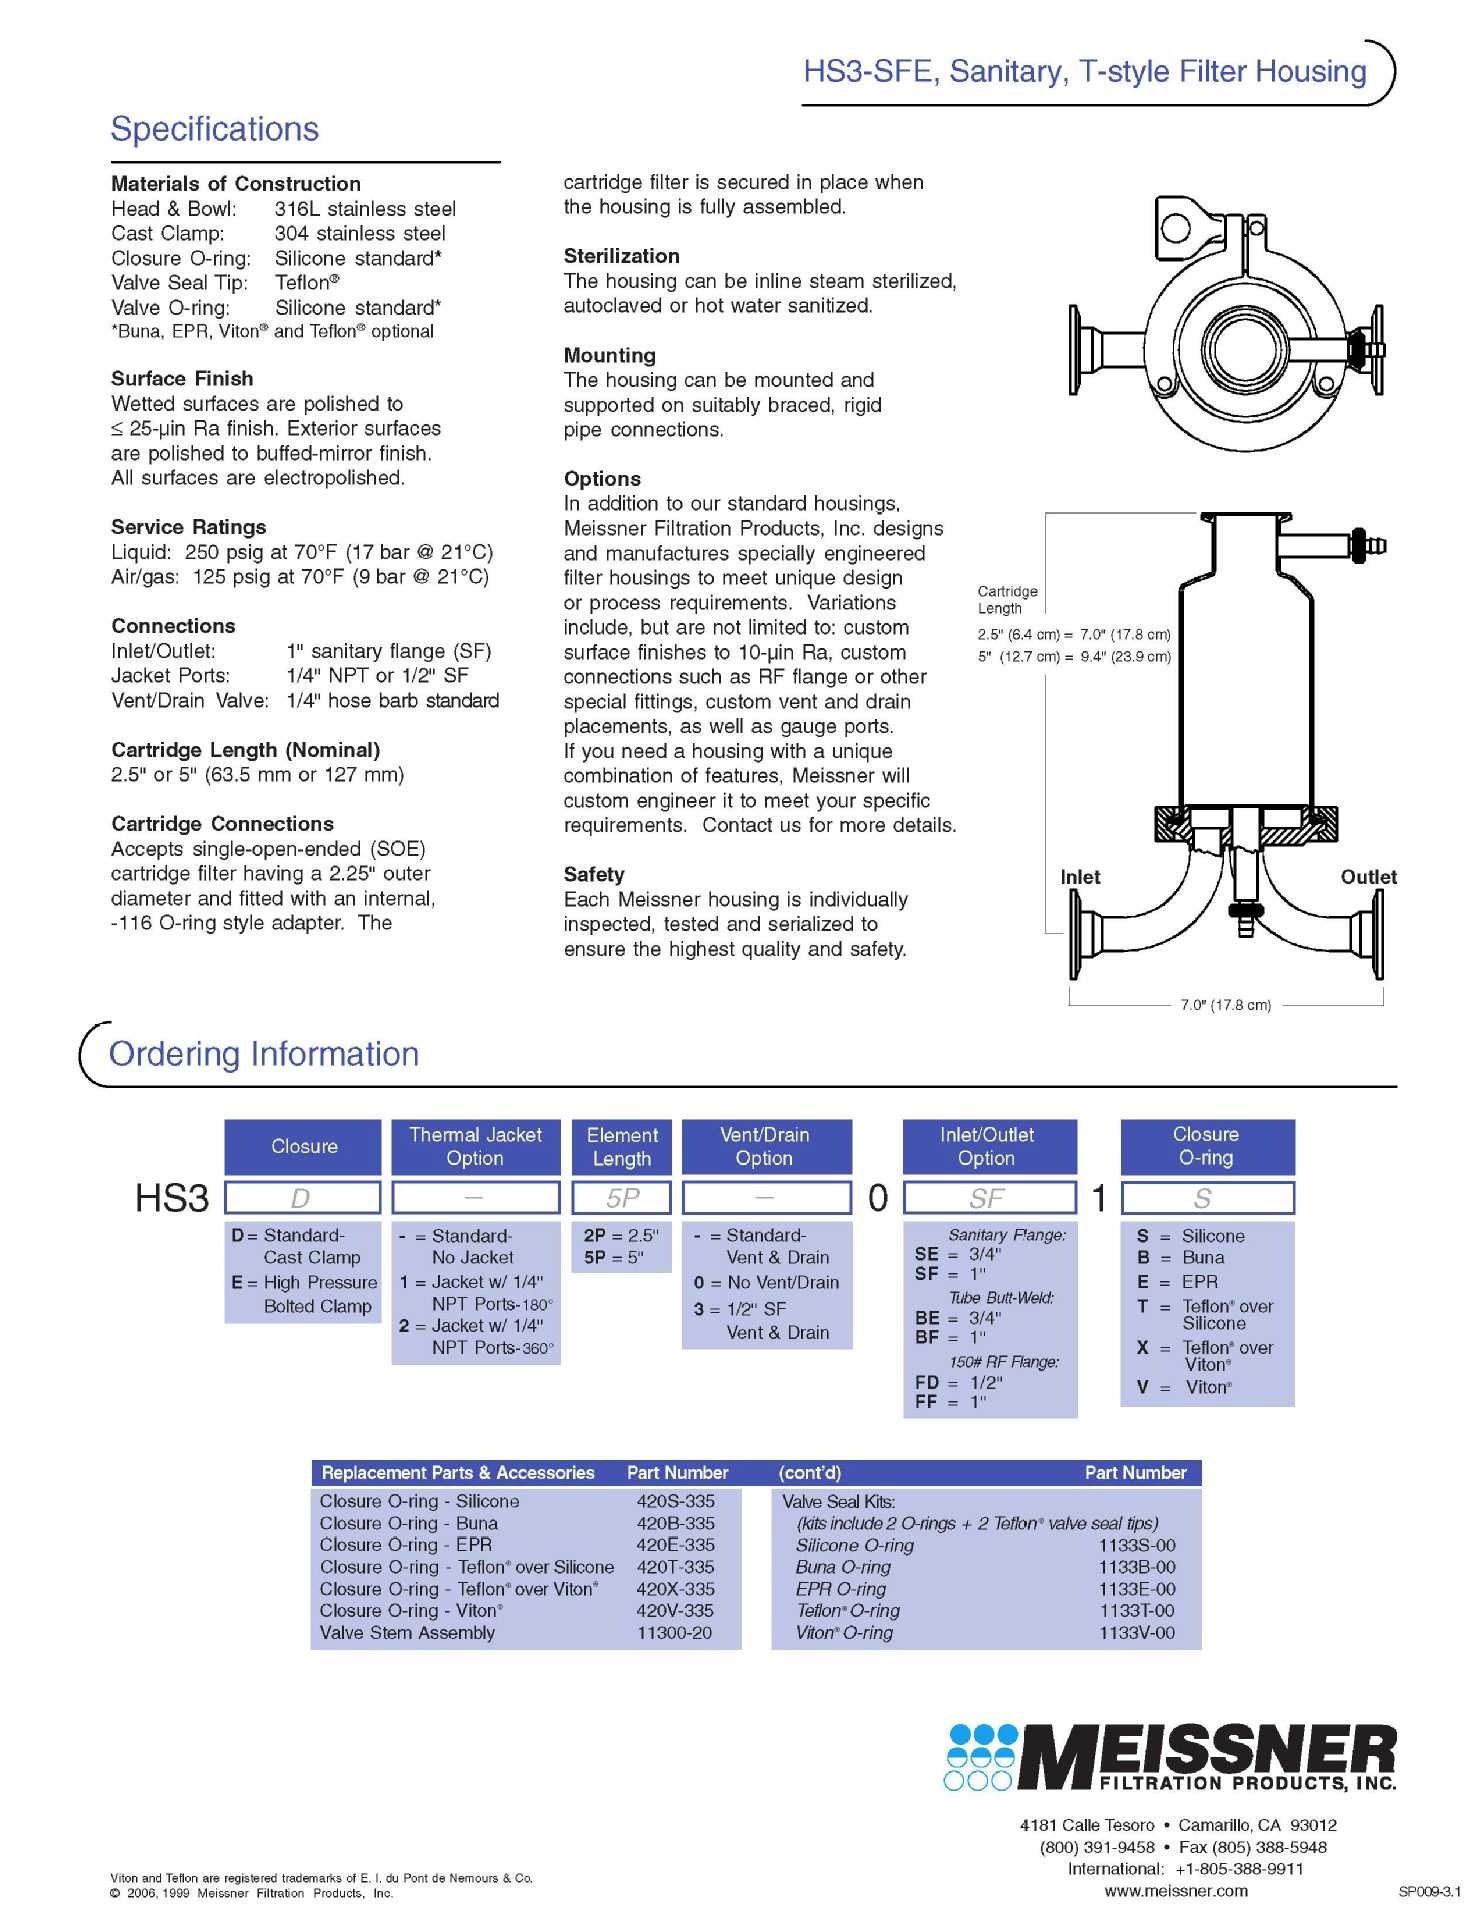 HS3-SFE, Sanitary, T-style Filter Housing
Specifications
Materials of Construction
Head & Bowl: 316L stainless steel
Cast Clamp: 304 stainless steel
Closure O-ring: Silicone standard*
Valve Seal Tip: Teflon®
Valve O-ring: Silicone standard*
*Buna, EPR, Viton® and Teflon® optional
Surface Finish
Wetted surfaces are polished to
≤ 25-µin Ra finish. Exterior surfaces
are polished to buffed-mirror finish.
All surfaces are electropolished.
Service Ratings
Liquid: 250 psig at 70°F (17 bar @ 21°C)
Air/gas: 125 psig at 70°F (9 bar @ 21°C)
Connections
Inlet/Outlet: 1" sanitary flange (SF)
Jacket Ports: 1/4" NPT or 1/2" SF
Vent/Drain Valve: 1/4" hose barb standard
Cartridge Length (Nominal)
2.5" or 5" (63.5 mm or 127 mm)
Cartridge Connections
Accepts single-open-ended (SOE)
cartridge filter having a 2.25" outer
diameter and fitted with an internal,
-116 O-ring style adapter. The
cartridge filter is secured in place when
the housing is fully assembled.
Sterilization
The housing can be inline steam sterilized,
autoclaved or hot water sanitized.
Mounting
The housing can be mounted and
supported on suitably braced, rigid
pipe connections.
Options
In addition to our standard housings,
Meissner Filtration Products, Inc. designs
and manufactures specially engineered
filter housings to meet unique design
or process requirements. Variations
include, but are not limited to: custom
surface finishes to 10-µin Ra, custom
connections such as RF flange or other
special fittings, custom vent and drain
placements, as well as gauge ports.
If you need a housing with a unique
combination of features, Meissner will
custom engineer it to meet your specific
requirements. Contact us for more details.
Safety
Each Meissner housing is individually
inspected, tested and serialized to
ensure the highest quality and safety.
Cartridge
Length
2.5" (6.4 cm) = 7.0" (17.8 cm)
5" (12.7 cm) = 9.4" (23.9 cm)
Inlet Outlet
7.0" (17.8 cm)
Ordering Information
Closure
Thermal Jacket
Option
Element
Length
Vent/Drain
Option
Inlet/Outlet
Option
Closure
O-ring
HS3 D – 5P – 0 SF 1 S
D = Standard-
Cast Clamp
E = High Pressure
Bolted Clamp
- = Standard-
No Jacket
1 = Jacket w/ 1/4"
NPT Ports-180°
2 = Jacket w/ 1/4"
NPT Ports-360°
2P = 2.5"
5P = 5"
- = Standard-
Vent & Drain
0 = No Vent/Drain
3 = 1/2" SF
Vent & Drain
Sanitary Flange:
SE = 3/4"
SF = 1"
Tube Butt-Weld:
BE = 3/4"
BF = 1"
150# RF Flange:
FD = 1/2"
FF = 1"
S = Silicone
B = Buna
E = EPR
T = Teflon® over
Silicone
X = Teflon® over
Viton®
V = Viton®
Replacement Parts & Accessories Part Number
Closure O-ring - Silicone 420S-335
Closure O-ring - Buna 420B-335
Closure O-ring - EPR 420E-335
Closure O-ring - Teflon® over Silicone 420T-335
Closure O-ring - Teflon® over Viton® 420X-335
Closure O-ring - Viton® 420V-335
Valve Stem Assembly 11300-20
(cont'd) Part Number
Valve Seal Kits:
(kits include 2 O-rings + 2 Teflon® valve seal tips)
Silicone O-ring 1133S-00
Buna O-ring 1133B-00
EPR O-ring 1133E-00
Teflon® O-ring 1133T-00
Viton® O-ring 1133V-00
MEISSNER
FILTRATION PRODUCTS, INC.
4181 Calle Tesoro • Camarillo, CA 93012
(800) 391-9458 • Fax (805) 388-5948
International: +1-805-388-9911
www.meissner.com
Viton and Teflon are registered trademarks of E. I. du Pont de Nemours & Co.
© 2006, 1999 Meissner Filtration Products, Inc.
SP009-3.1